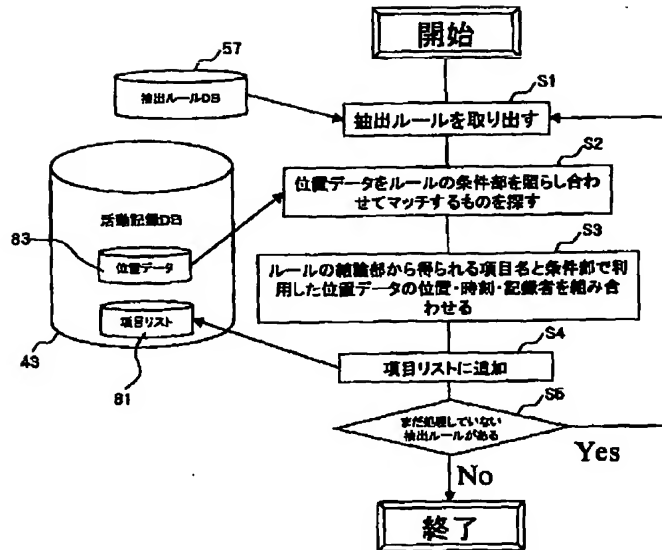 開始
57
抽出ルールDB
S1
抽出ルールを取り出す
S2
位置データをルールの条件部を照らし合わ
せてマッチするものを探す
活動記録DB
83
位置データ
S3
ルールの結論部から得られる項目名と条件部で利
用した位置データの位置・時刻・記録者を組み合
わせる
項目リスト
43
81
S4
項目リストに追加
S5
まだ処理していない
抽出ルールがある
Yes
No
終了